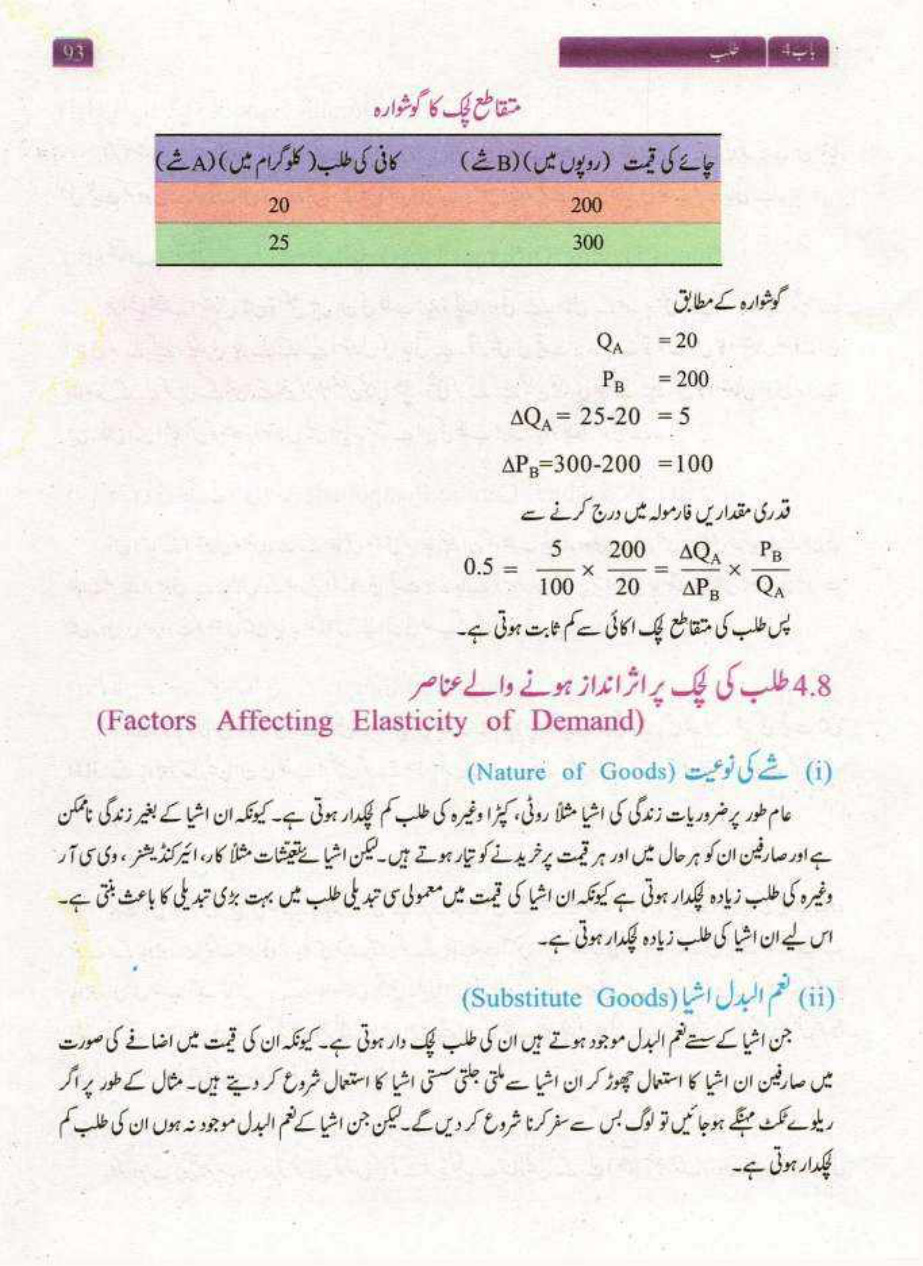 باب 4 طلب 93
متقاطع لچک کا گوشوارہ
چائے کی قیمت (روپوں میں) (B شے) کافی کی طلب (کلوگرام میں) (A شے)
200 20
300 25
گوشوارہ کے مطابق
Q_A = 20
P_B = 200
ΔQ_A = 25-20 = 5
ΔP_B=300-200 =100
قدری مقداریں فارمولہ میں درج کرنے سے
0.5 = 5/100 × 200/20 = ΔQ_A/ΔP_B × P_B/Q_A
پس طلب کی متقاطع لچک اکائی سے کم ثابت ہوتی ہے۔
4.8 طلب کی لچک پر اثر انداز ہونے والے عناصر
(Factors Affecting Elasticity of Demand)
(i) شے کی نوعیت (Nature of Goods)
عام طور پر ضروریات زندگی کی اشیا مثلاً روٹی، کپڑا وغیرہ کی طلب کم لچکدار ہوتی ہے۔ کیونکہ ان اشیا کے بغیر زندگی ناممکن
ہے اور صارفین ان کو ہر حال میں اور ہر قیمت پر خریدنے کو تیار ہوتے ہیں۔ لیکن اشیائے تعیشات مثلاً کار، ائیرکنڈیشنر، وی سی آر
وغیرہ کی طلب زیادہ لچکدار ہوتی ہے کیونکہ ان اشیا کی قیمت میں معمولی سی تبدیلی طلب میں بہت بڑی تبدیلی کا باعث بنتی ہے۔
اس لیے ان اشیا کی طلب زیادہ لچکدار ہوتی ہے۔
(ii) نعم البدل اشیا (Substitute Goods)
جن اشیا کے سستے نعم البدل موجود ہوتے ہیں ان کی طلب لچک دار ہوتی ہے۔ کیونکہ ان کی قیمت میں اضافے کی صورت
میں صارفین ان اشیا کا استعمال چھوڑ کر ان اشیا سے ملتی جلتی سستی اشیا کا استعمال شروع کر دیتے ہیں۔ مثال کے طور پر اگر
ریلوے ٹکٹ مہنگے ہوجائیں تو لوگ بس سے سفر کرنا شروع کر دیں گے۔ لیکن جن اشیا کے نعم البدل موجود نہ ہوں ان کی طلب کم
لچکدار ہوتی ہے۔